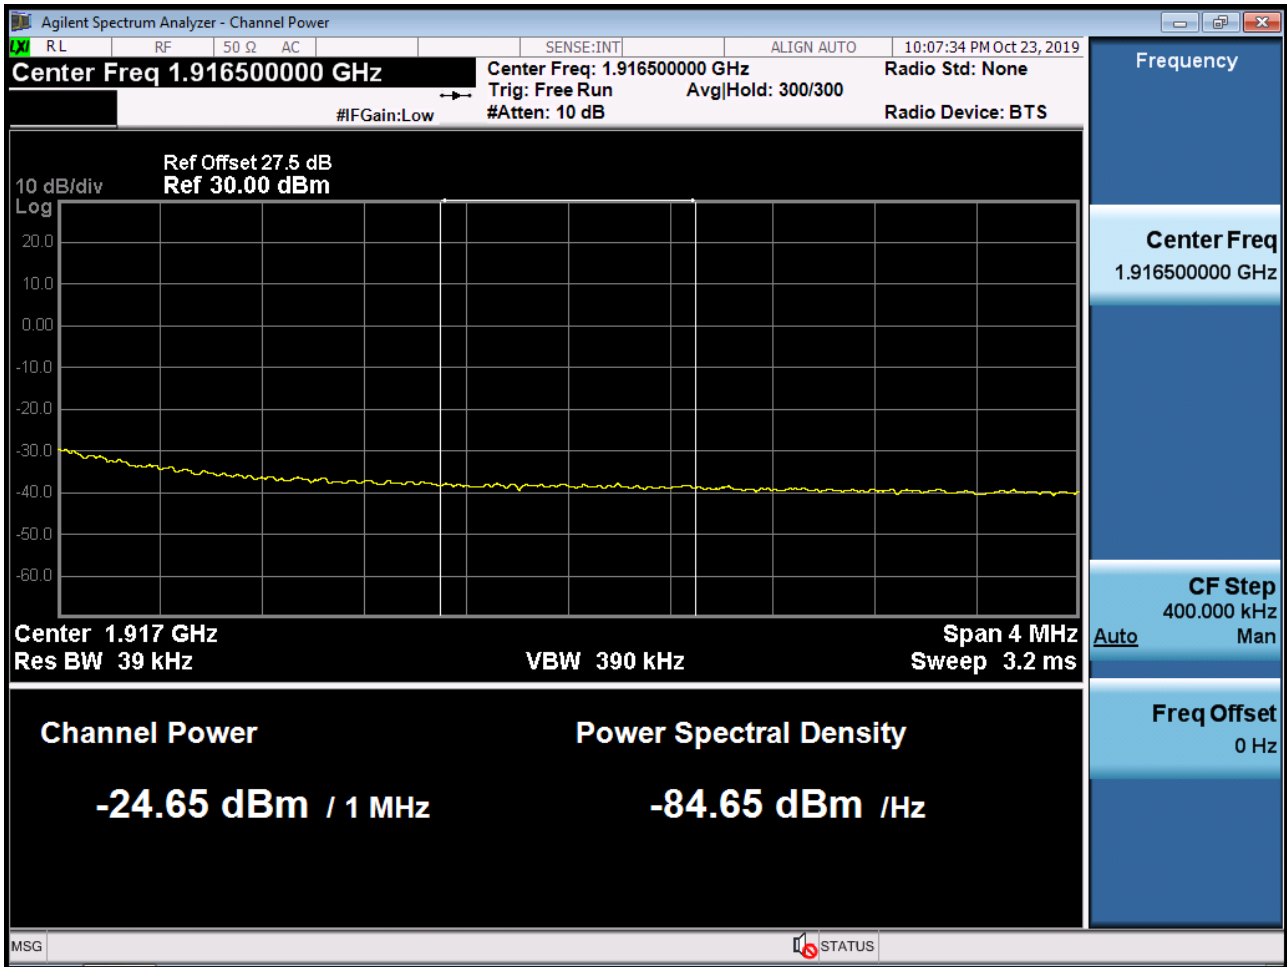 Agilent Spectrum Analyzer - Channel Power
LXI RL RF 50 Ω AC SENSE:INT ALIGN AUTO 10:07:34 PM Oct 23, 2019
Center Freq 1.916500000 GHz
Center Freq: 1.916500000 GHz
Radio Std: None
Trig: Free Run Avg|Hold: 300/300
#IFGain:Low #Atten: 10 dB Radio Device: BTS
Ref Offset 27.5 dB
10 dB/div Ref 30.00 dBm
Log
20.0
10.0
0.00
-10.0
-20.0
-30.0
-40.0
-50.0
-60.0
Center 1.917 GHz Span 4 MHz
Res BW 39 kHz VBW 390 kHz Sweep 3.2 ms
Channel Power Power Spectral Density
-24.65 dBm / 1 MHz -84.65 dBm /Hz
Frequency
Center Freq
1.916500000 GHz
CF Step
400.000 kHz
Auto Man
Freq Offset
0 Hz
MSG STATUS